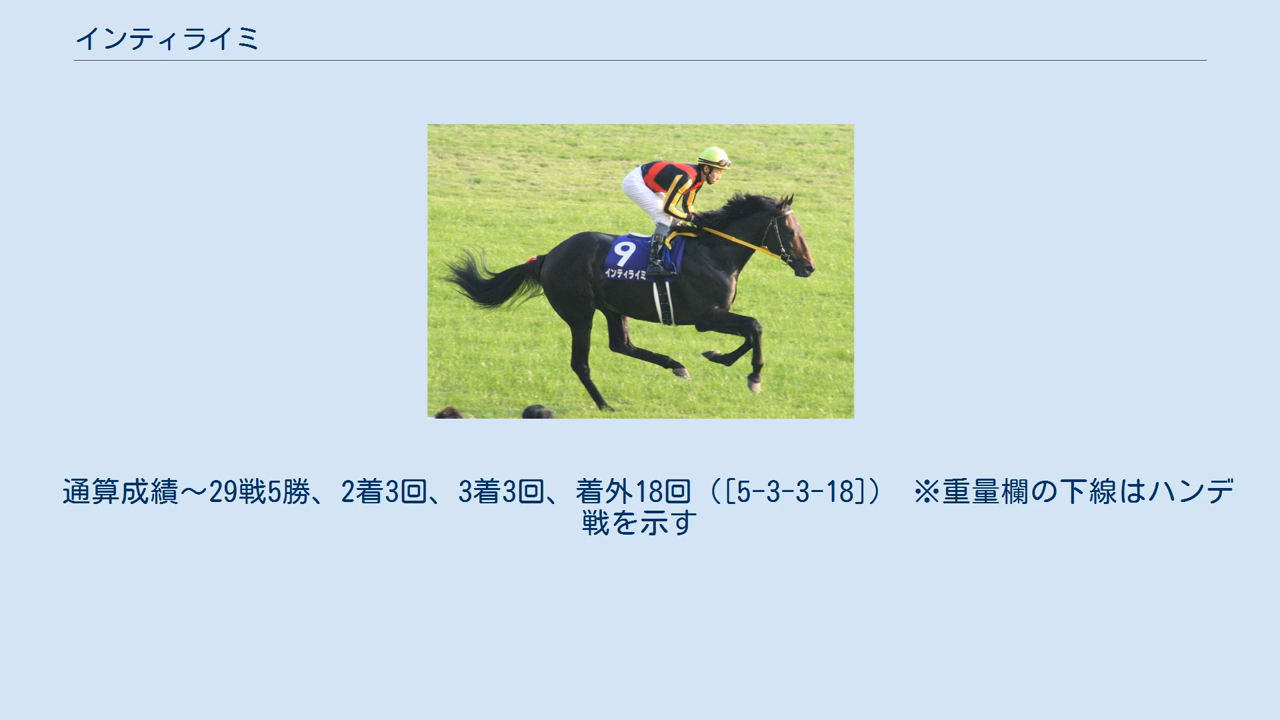 インティライミ
9
インティライミ
通算成績～29戦5勝、2着3回、3着3回、着外18回（[5-3-3-18]）　※重量欄の下線はハンデ
戦を示す